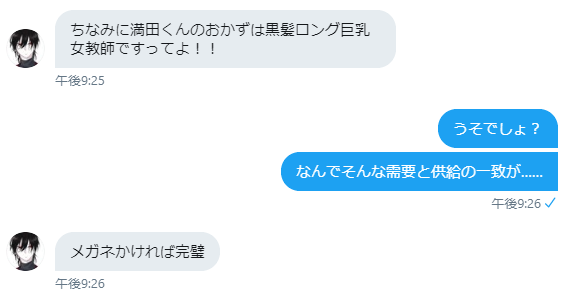 ちなみに満田くんのおかずは黒髪ロング巨乳
女教師ですってよ！！
午後9:25
うそでしょ？
なんでそんな需要と供給の一致が......
午後9:26
メガネかければ完璧
午後9:26